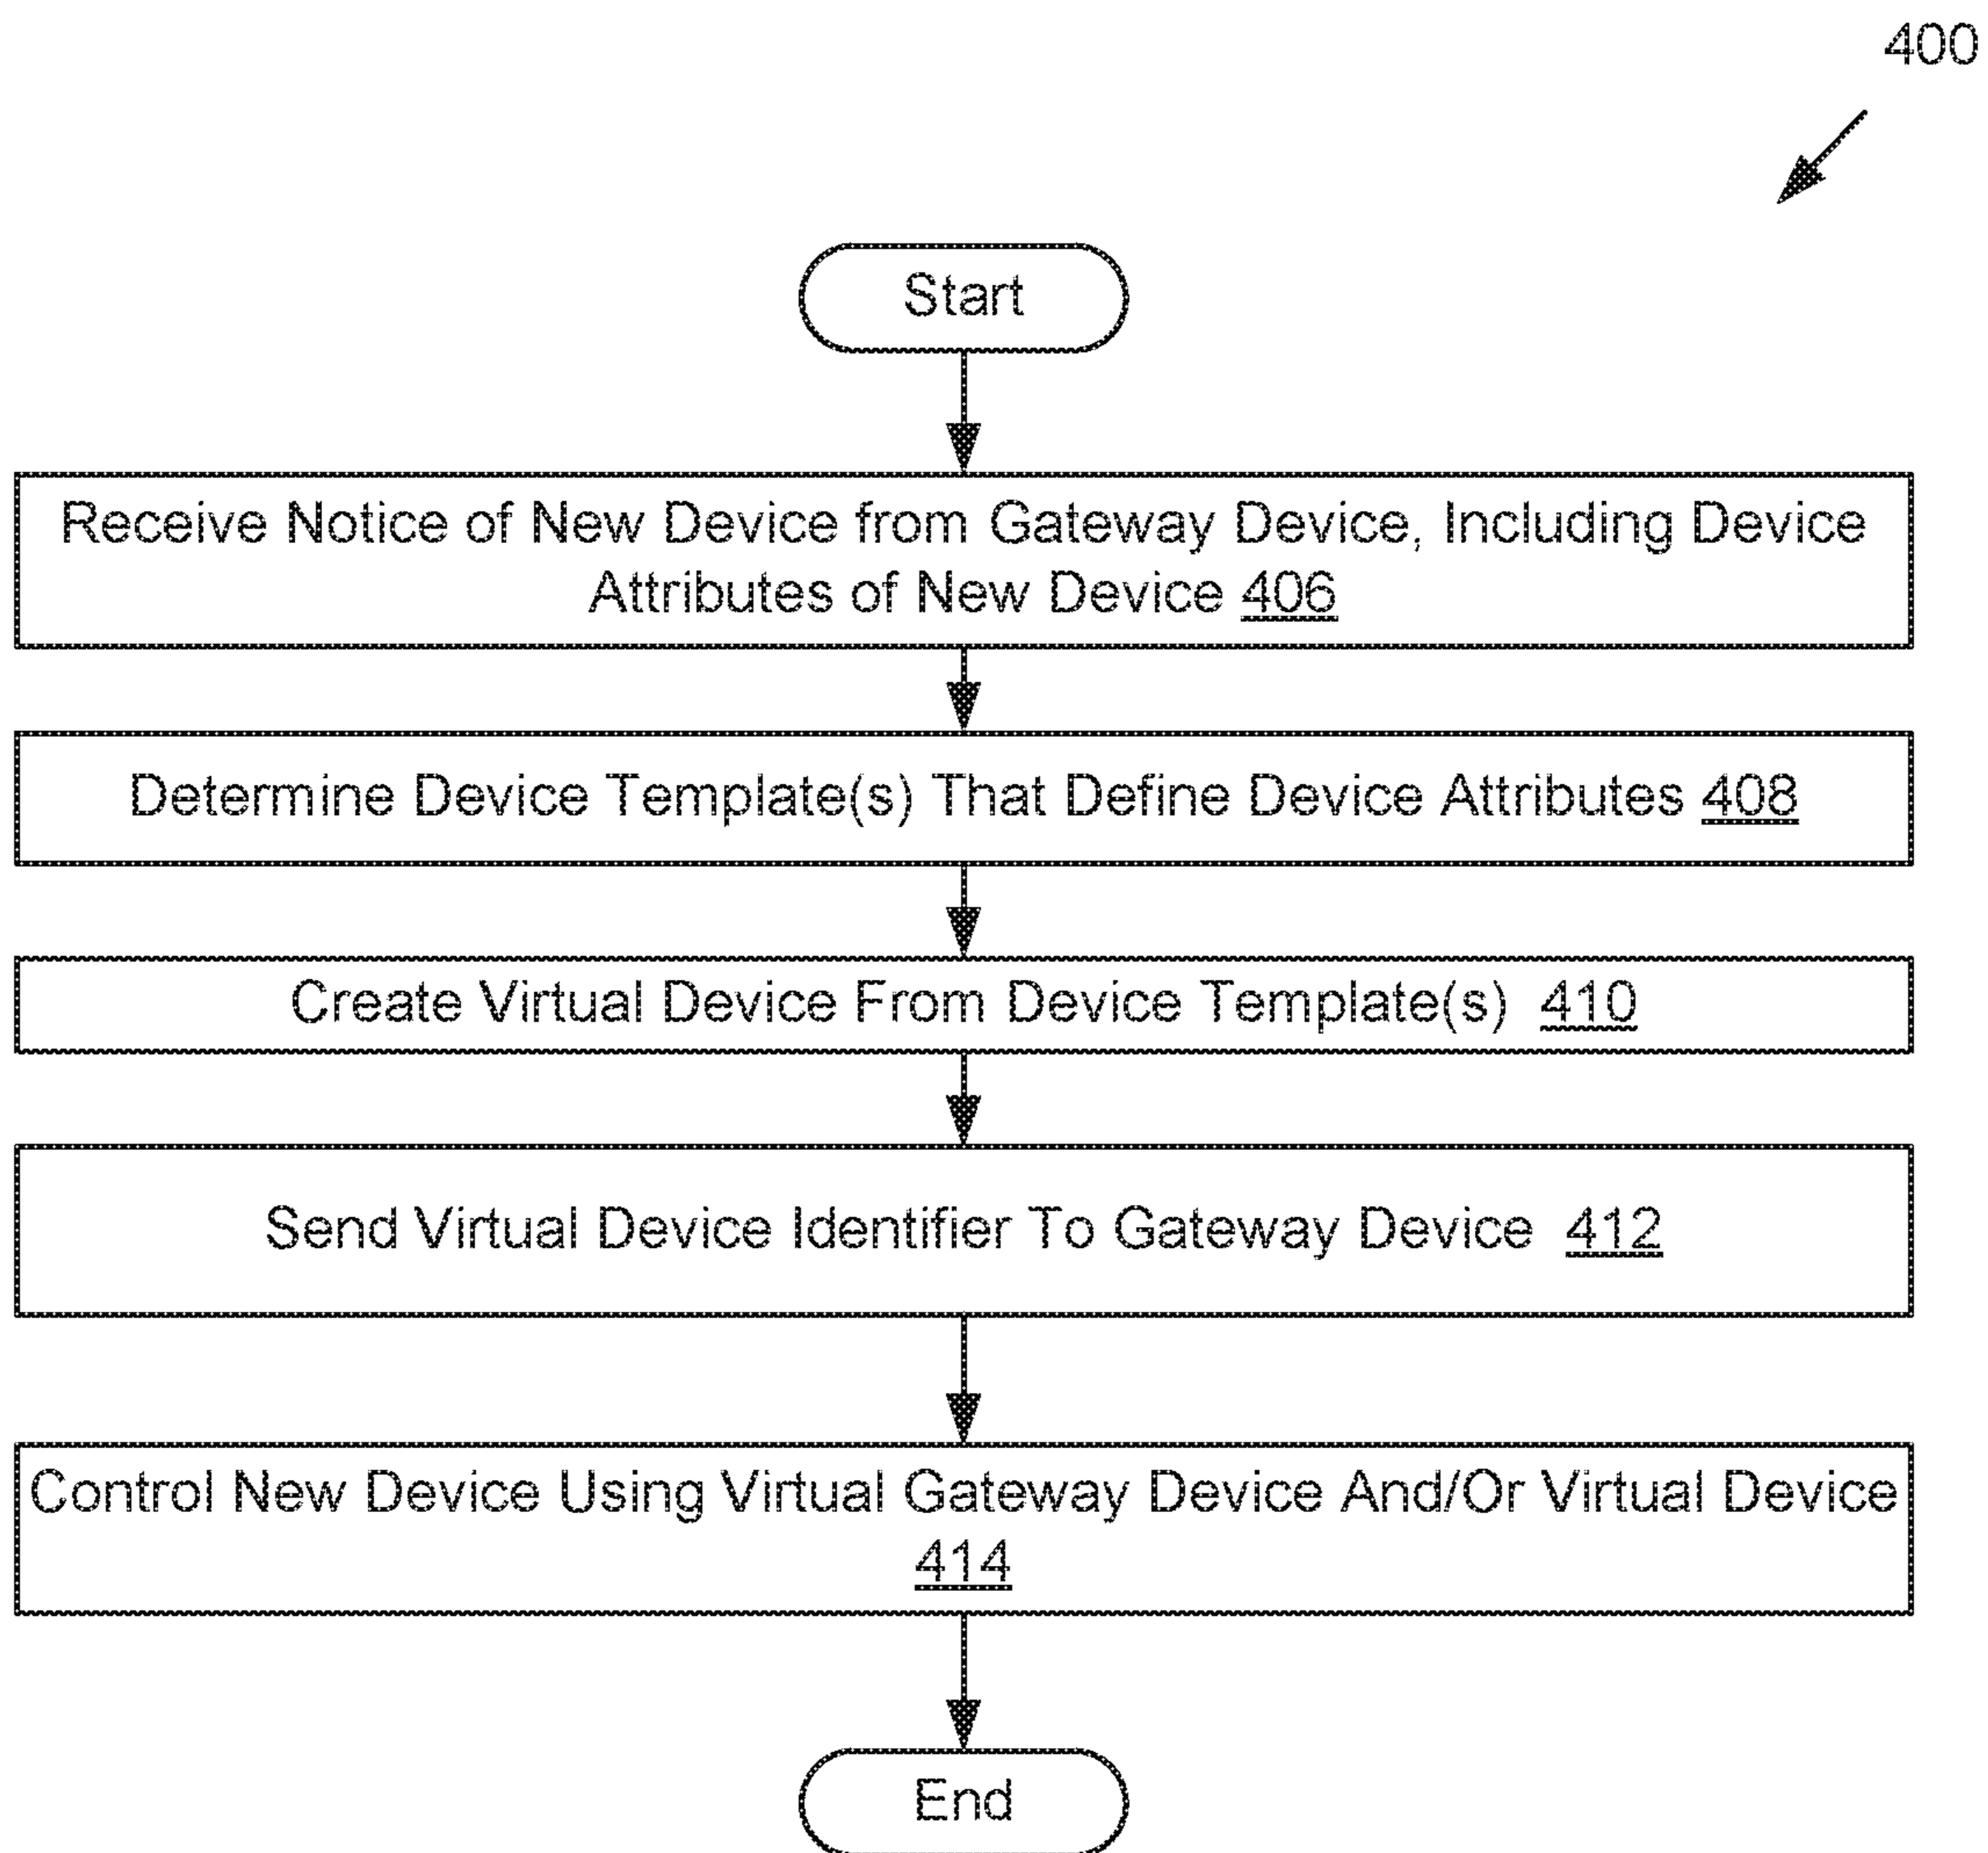 400
Start
Receive Notice of New Device from Gateway Device, Including Device
Attributes of New Device 406
Determine Device Template(s) That Define Device Attributes 408
Create Virtual Device From Device Template(s) 410
Send Virtual Device Identifier To Gateway Device 412
Control New Device Using Virtual Gateway Device And/Or Virtual Device
414
End